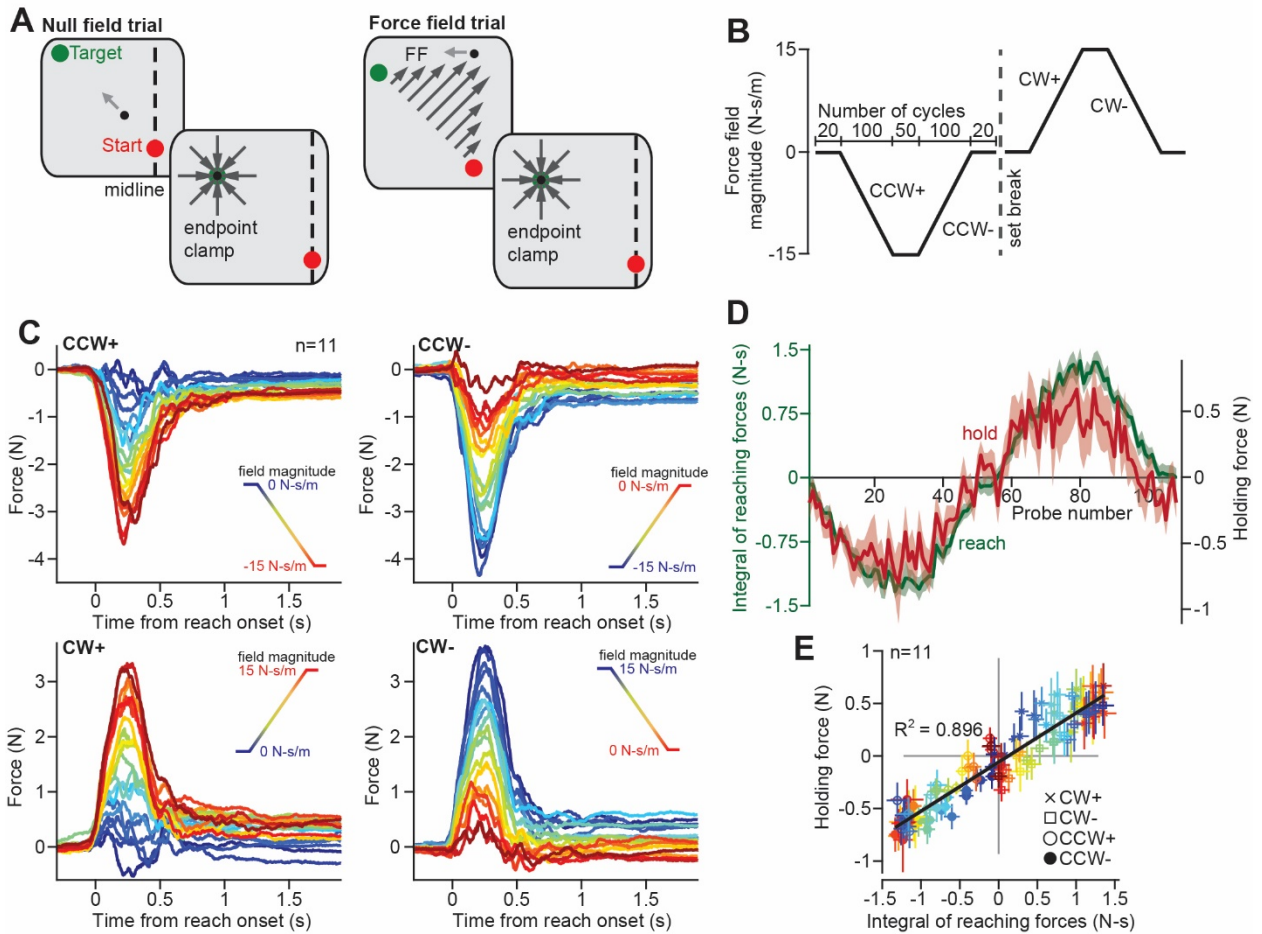 A
Null field trial
Target
Start
midline
endpoint
clamp
Force field trial
FF
endpoint
clamp
B
Force field
magnitude (N-s/m)
15
0
-15
Number of cycles
20 100 50 100 20
CCW+
CCW-
set break
CW+
CW-
C
CCW+
n=11
Force (N)
0
-1
-2
-3
-4
field magnitude
0 N-s/m
-15 N-s/m
0 0.5 1 1.5
Time from reach onset (s)
CCW-
Force (N)
0
-1
-2
-3
-4
field magnitude
0 N-s/m
-15 N-s/m
0 0.5 1 1.5
Time from reach onset (s)
CW+
Force (N)
3
2
1
0
field magnitude
15 N-s/m
0 N-s/m
0 0.5 1 1.5
Time from reach onset (s)
CW-
Force (N)
3
2
1
0
field magnitude
15 N-s/m
0 N-s/m
0 0.5 1 1.5
Time from reach onset (s)
D
Integral of reaching forces (N-s)
1.5
0.75
0
-0.75
-1.5
hold
reach
20 40 60 80 100
Probe number
0.5
0
-0.5
-1
Holding force (N)
E
n=11
R2 = 0.896
Holding force (N)
1
0.5
0
-0.5
-1
× CW+
□ CW-
○ CCW+
● CCW-
-1.5 -1 -0.5 0 0.5 1 1.5
Integral of reaching forces (N-s)